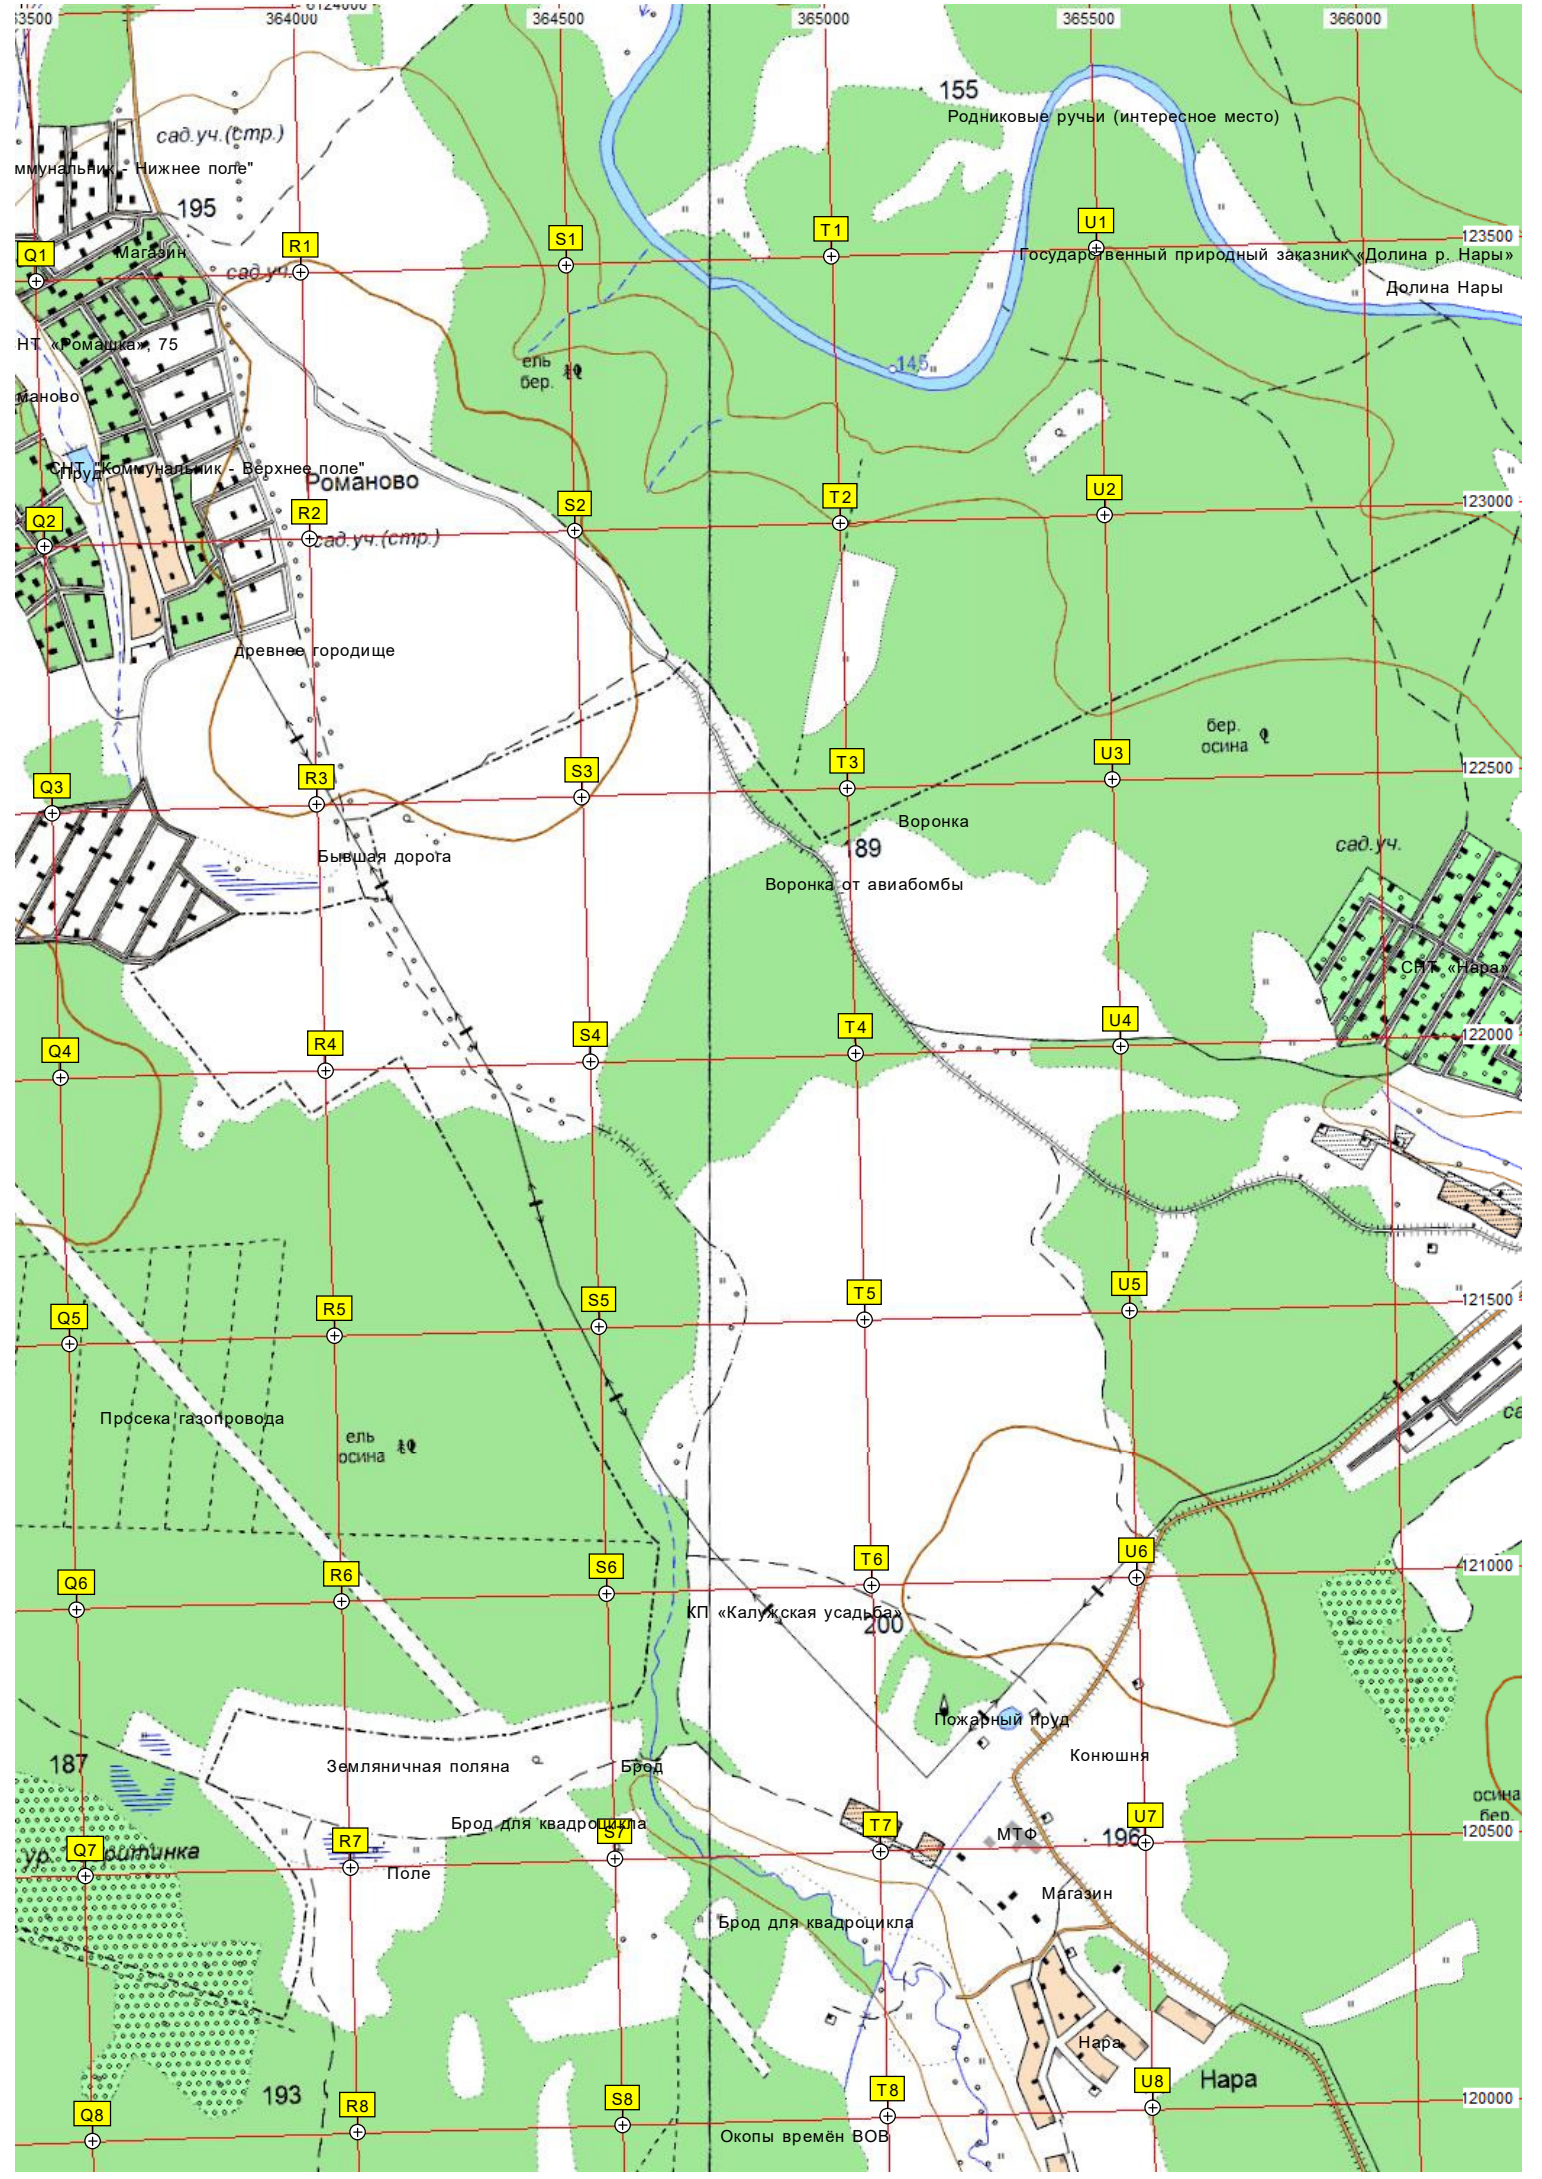 63500
364000
6124000
364500
365000
365500
366000
155
Родниковые ручьи (интересное место)
сад.уч.(стр.)
ммунальник - Нижнее поле"
195
Q1
Магазин
R1
сад.уч.
S1
T1
U1
123500
Государственный природный заказник «Долина р. Нары»
Долина Нары
НТ «Ромашка», 75
ель
бер.
145
маново
СНТ "Коммунальник - Верхнее поле"
Пруд
Романово
Q2
R2
сад.уч.(стр.)
S2
T2
U2
123000
древнее городище
бер.
осина
Q3
R3
S3
T3
U3
122500
Воронка
189
сад.уч.
Бывшая дорога
Воронка от авиабомбы
СНТ «Нара»
Q4
R4
S4
T4
U4
122000
Q5
R5
S5
T5
U5
121500
Просека газопровода
ель
осина
са
Q6
R6
S6
T6
U6
121000
КП «Калужская усадьба»
200
Пожарный пруд
187
Земляничная поляна
Брод
Конюшня
осина
бер.
Брод для квадроцикла
МТФ
196
Q7
ур.
ритинка
R7
S7
T7
U7
120500
Поле
Магазин
Брод для квадроцикла
Нара
193
Нара
Q8
R8
S8
T8
U8
120000
Окопы времён ВОВ